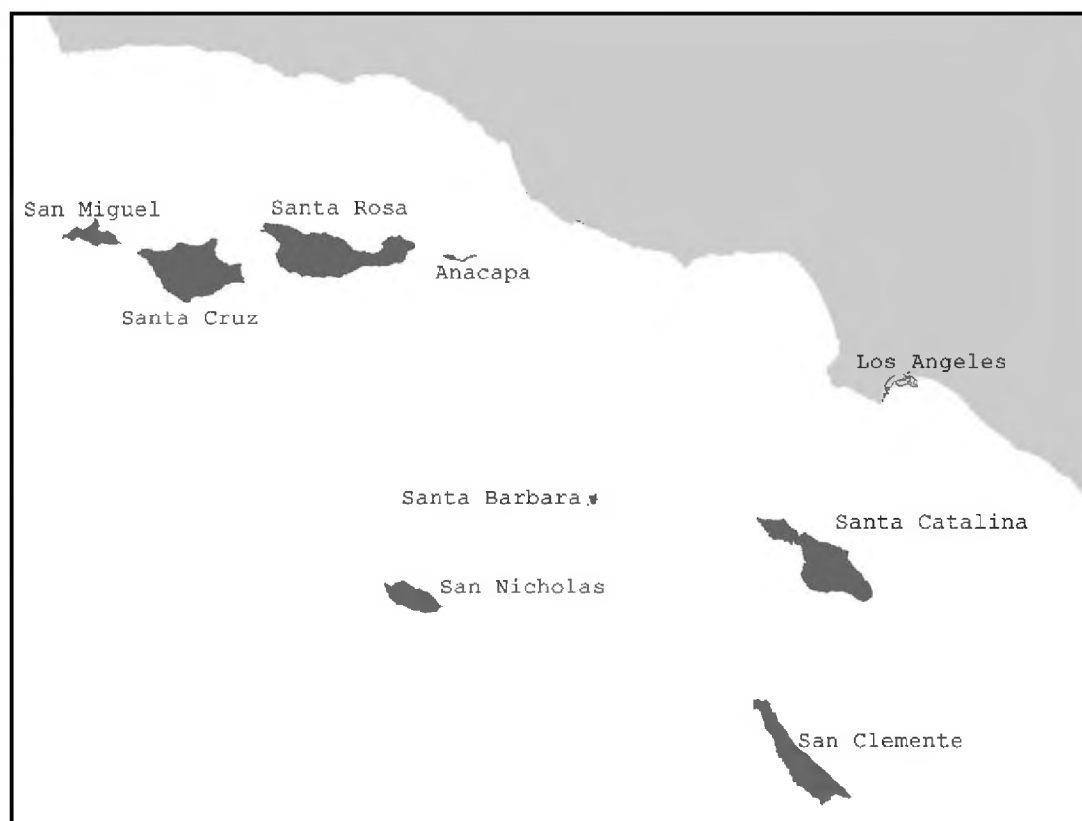 San Miguel
Santa Rosa
Anacapa
Santa Cruz
Los Angeles
Santa Barbara
Santa Catalina
San Nicholas
San Clemente